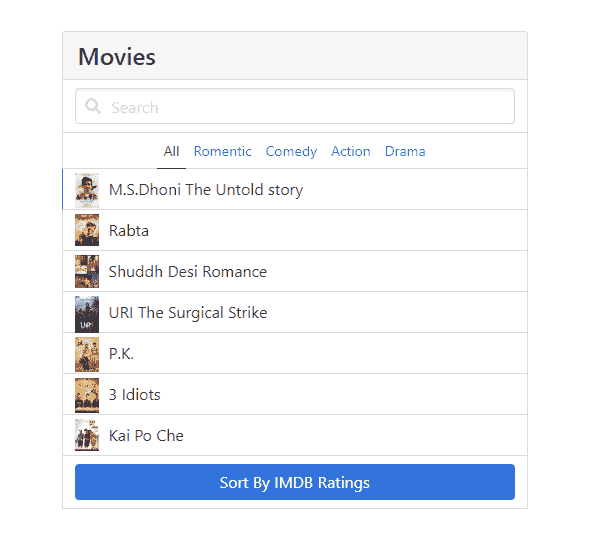 Movies
Search
All Romentic Comedy Action Drama
M.S.Dhoni The Untold story
Rabta
Shuddh Desi Romance
URI The Surgical Strike
URI
P.K.
3 Idiots
Kai Po Che
Sort By IMDB Ratings